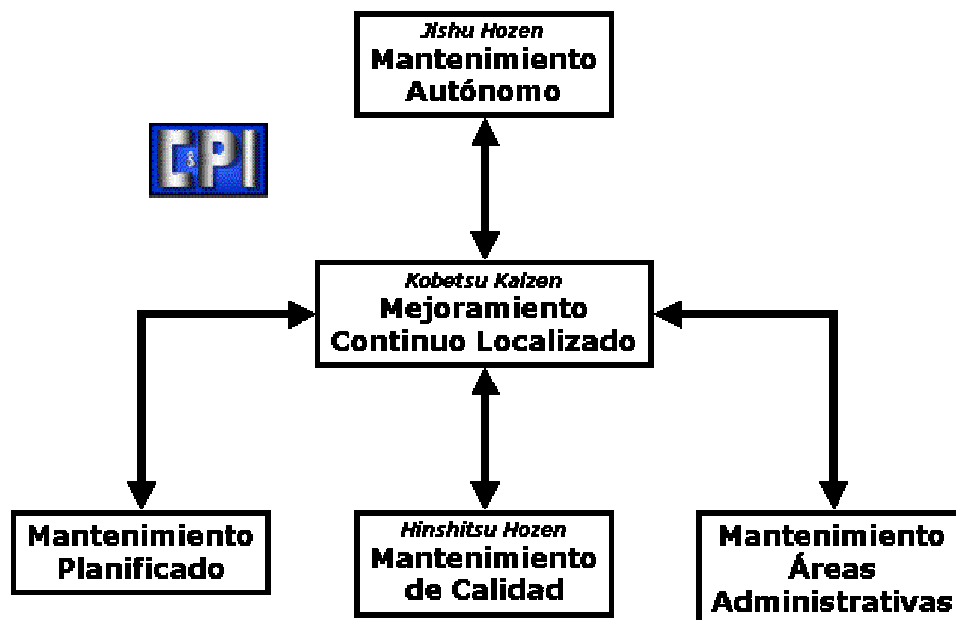 Jishu Hozen
Mantenimiento
Autónomo
C&PI
Kobetsu Kaizen
Mejoramiento
Continuo Localizado
Mantenimiento
Planificado
Hinshitsu Hozen
Mantenimiento
de Calidad
Mantenimiento
Áreas
Administrativas